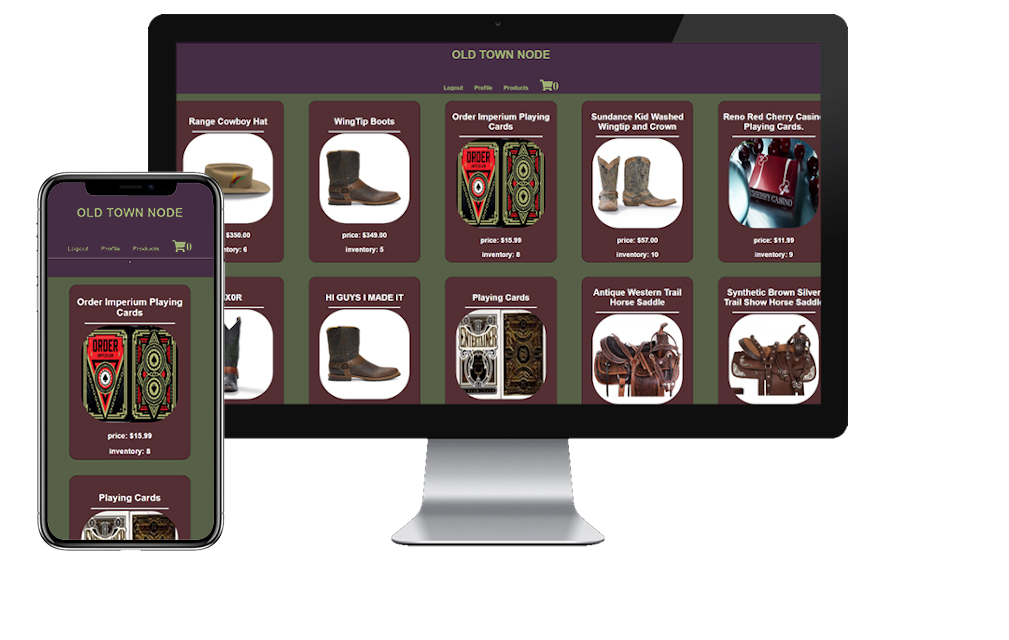 OLD TOWN NODE
Logout Profile Products 0
Range Cowboy Hat
$350.00
inventory: 6
WingTip Boots
price: $349.00
inventory: 5
Order Imperium Playing
Cards
ORDER
price: $15.99
inventory: 8
Sundance Kid Washed
Wingtip and Crown
price: $57.00
inventory: 10
Reno Red Cherry Casino
Playing Cards.
CHERRY CASINO
price: $11.99
inventory: 9
HI GUYS I MADE IT
Playing Cards
ENTERTAINER
Antique Western Trail
Horse Saddle
Synthetic Brown Silver
Trail Show Horse Saddle
OLD TOWN NODE
Logout Profile Products 0
Order Imperium Playing
Cards
ORDER
price: $15.99
inventory: 8
Playing Cards